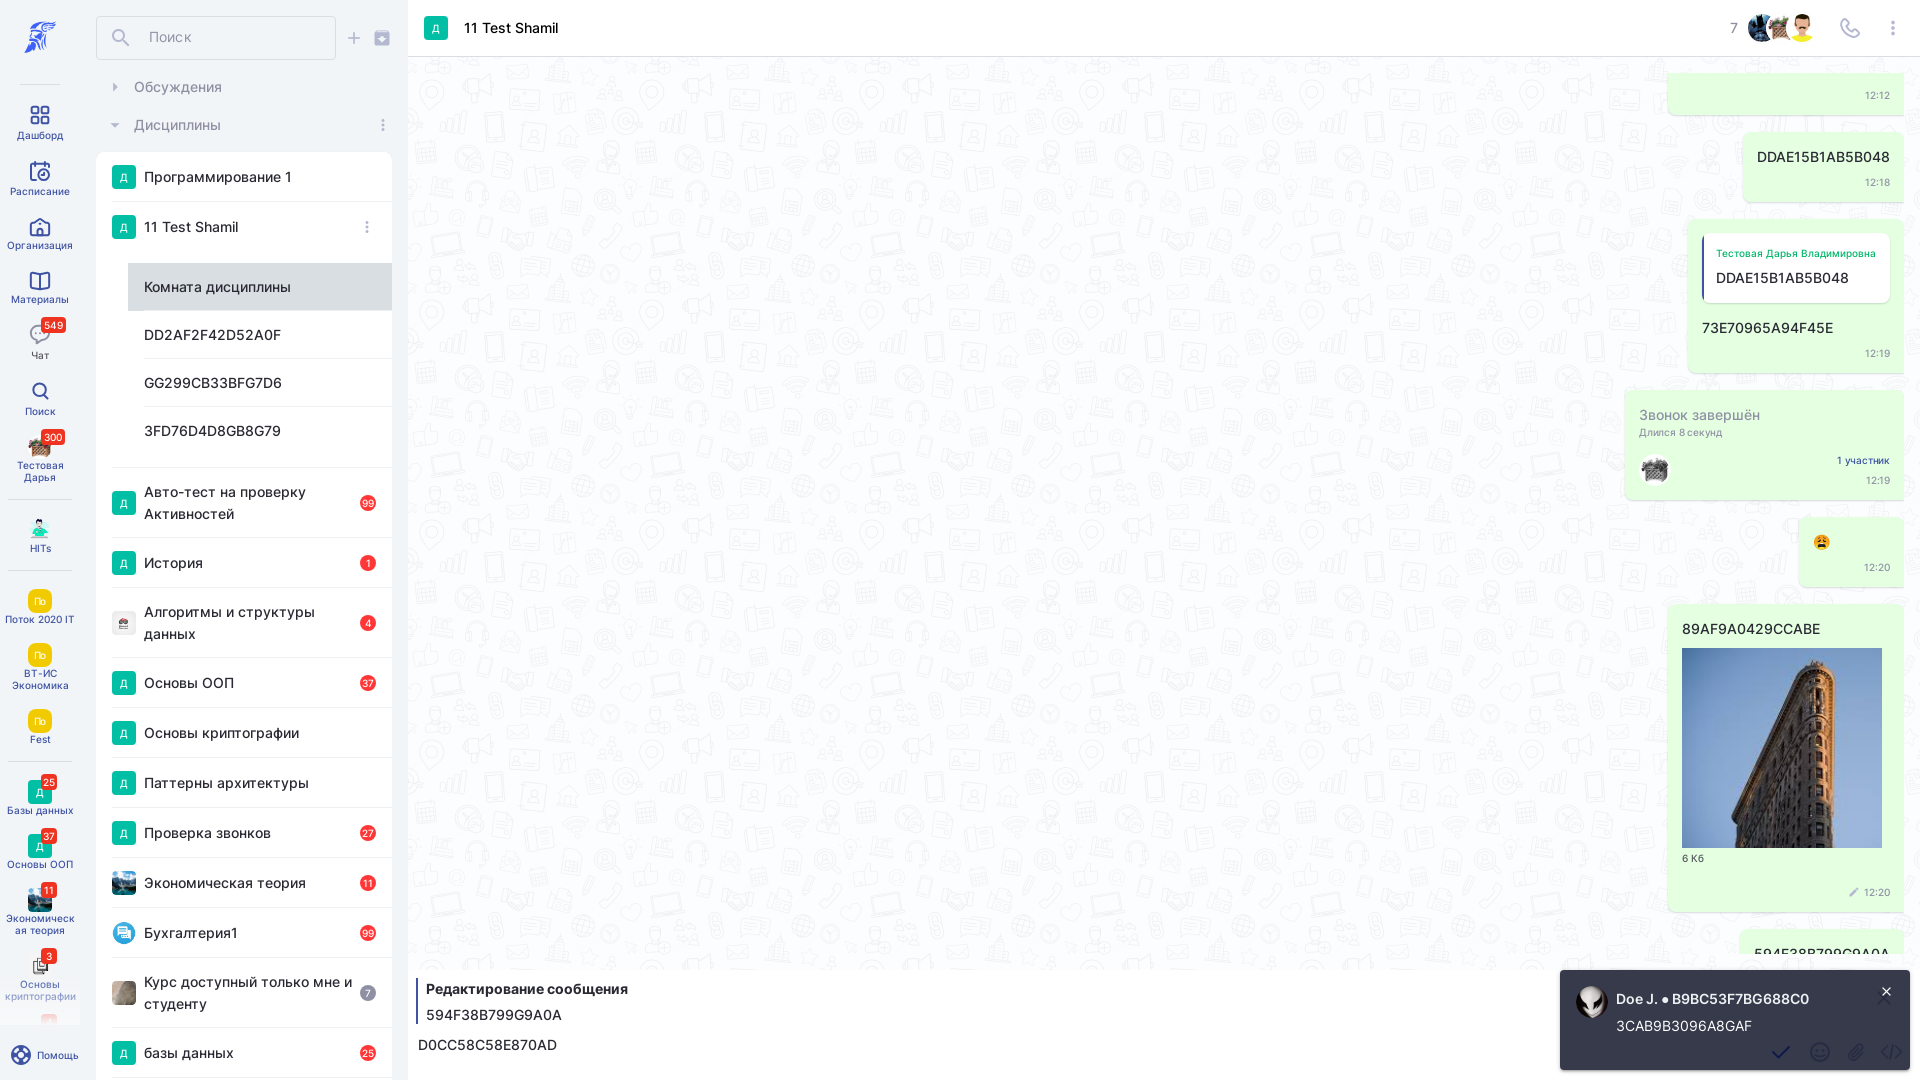 Дашборд
Расписание
Организация
Материалы
549
Чат
Поиск
300
Тестовая
Дарья
HITs
По
Поток 2020 IT
По
ВТ-ИС
Экономика
По
Fest
25
Д
Базы данных
37
Д
Основы ООП
11
Экономическ
ая теория
3
Основы
криптографии
Помощь
Поиск
Обсуждения
Дисциплины
Д
Программирование 1
Д
11 Test Shamil
Комната дисциплины
DD2AF2F42D52A0F
GG299CB33BFG7D6
3FD76D4D8GB8G79
Д
Авто-тест на проверку
Активностей
99
Д
История
1
Алгоритмы и структуры
данных
4
Д
Основы ООП
37
Д
Основы криптографии
Д
Паттерны архитектуры
Д
Проверка звонков
27
Экономическая теория
11
Бухгалтерия1
99
Курс доступный только мне и
студенту
7
Д
базы данных
25
Д
11 Test Shamil
7
12:12
DDAE15B1AB5B048
12:18
Тестовая Дарья Владимировна
DDAE15B1AB5B048
73E70965A94F45E
12:19
Звонок завершён
Длился 8 секунд
1 участник
12:19
12:20
89AF9A0429CCABE
6 Кб
12:20
594F38B799G9A0A
Редактирование сообщения
594F38B799G9A0A
D0CC58C58E870AD
Doe J. ● B9BC53F7BG688C0
3CAB9B3096A8GAF